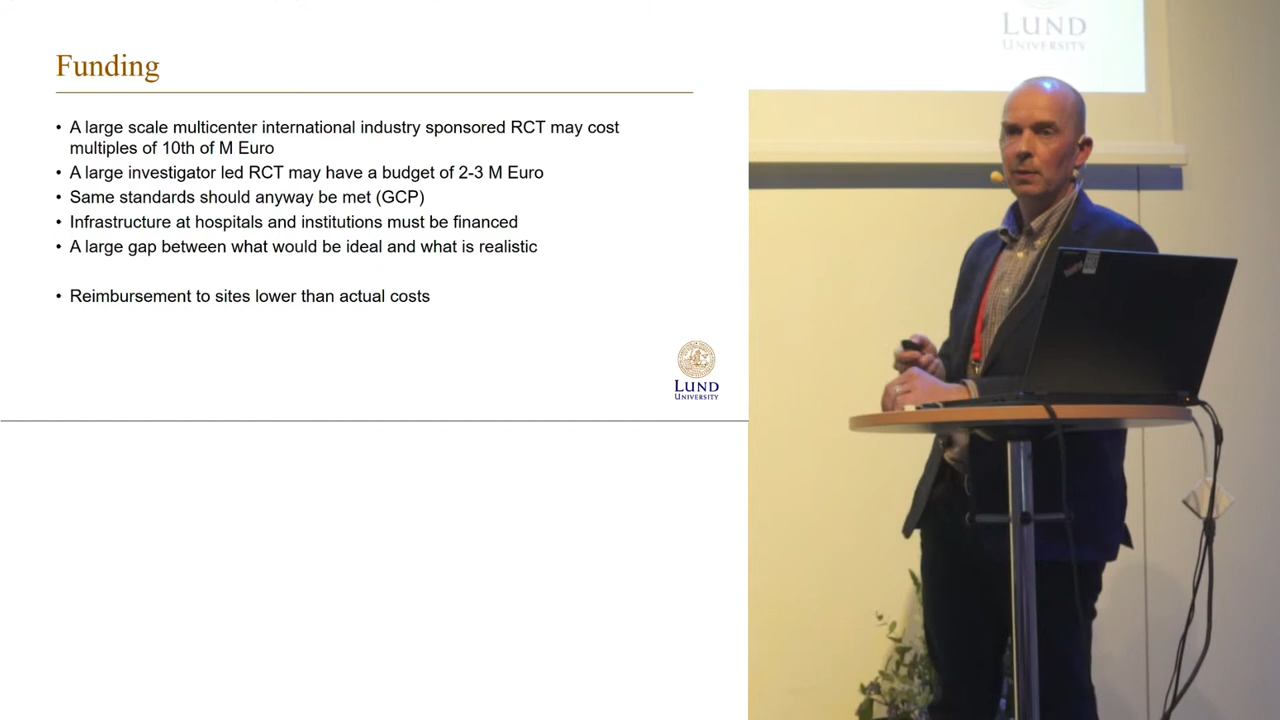 Funding
• A large scale multicenter international industry sponsored RCT may cost
multiples of 10th of M Euro
• A large investigator led RCT may have a budget of 2-3 M Euro
• Same standards should anyway be met (GCP)
• Infrastructure at hospitals and institutions must be financed
• A large gap between what would be ideal and what is realistic
• Reimbursement to sites lower than actual costs
LUND
UNIVERSITY
LUND
UNIVERSITY